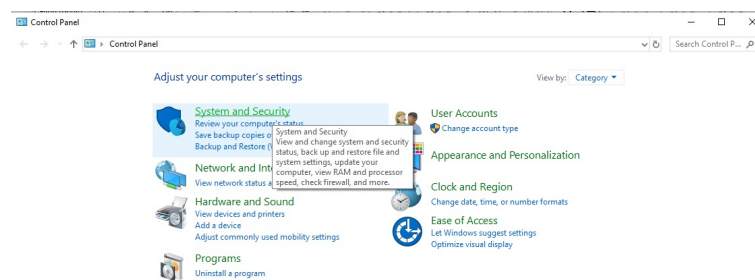 Control Panel
Control Panel
Search Control P...
Adjust your computer's settings
View by: Category
System and Security
Review your computer's status
Save backup copies o
Backup and Restore (
System and Security
View and change system and security
status, back up and restore file and
system settings, update your
computer, view RAM and processor
speed, check firewall, and more.
Network and Inte
View network status a
Hardware and Sound
View devices and printers
Add a device
Adjust commonly used mobility settings
Programs
Uninstall a program
User Accounts
Change account type
Appearance and Personalization
Clock and Region
Change date, time, or number formats
Ease of Access
Let Windows suggest settings
Optimize visual display